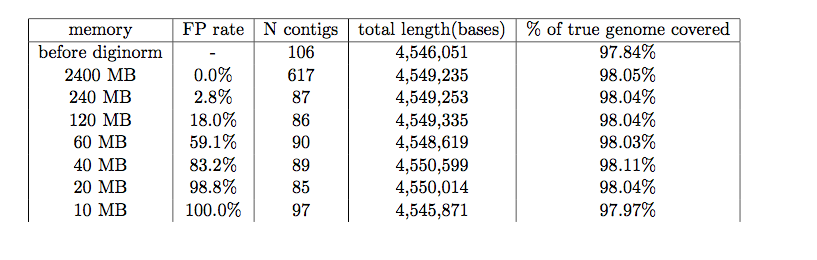 memory FP rate N contigs total length(bases) % of true genome covered
before diginorm - 106 4,546,051 97.84%
2400 MB 0.0% 617 4,549,235 98.05%
240 MB 2.8% 87 4,549,253 98.04%
120 MB 18.0% 86 4,549,335 98.04%
60 MB 59.1% 90 4,548,619 98.03%
40 MB 83.2% 89 4,550,599 98.11%
20 MB 98.8% 85 4,550,014 98.04%
10 MB 100.0% 97 4,545,871 97.97%